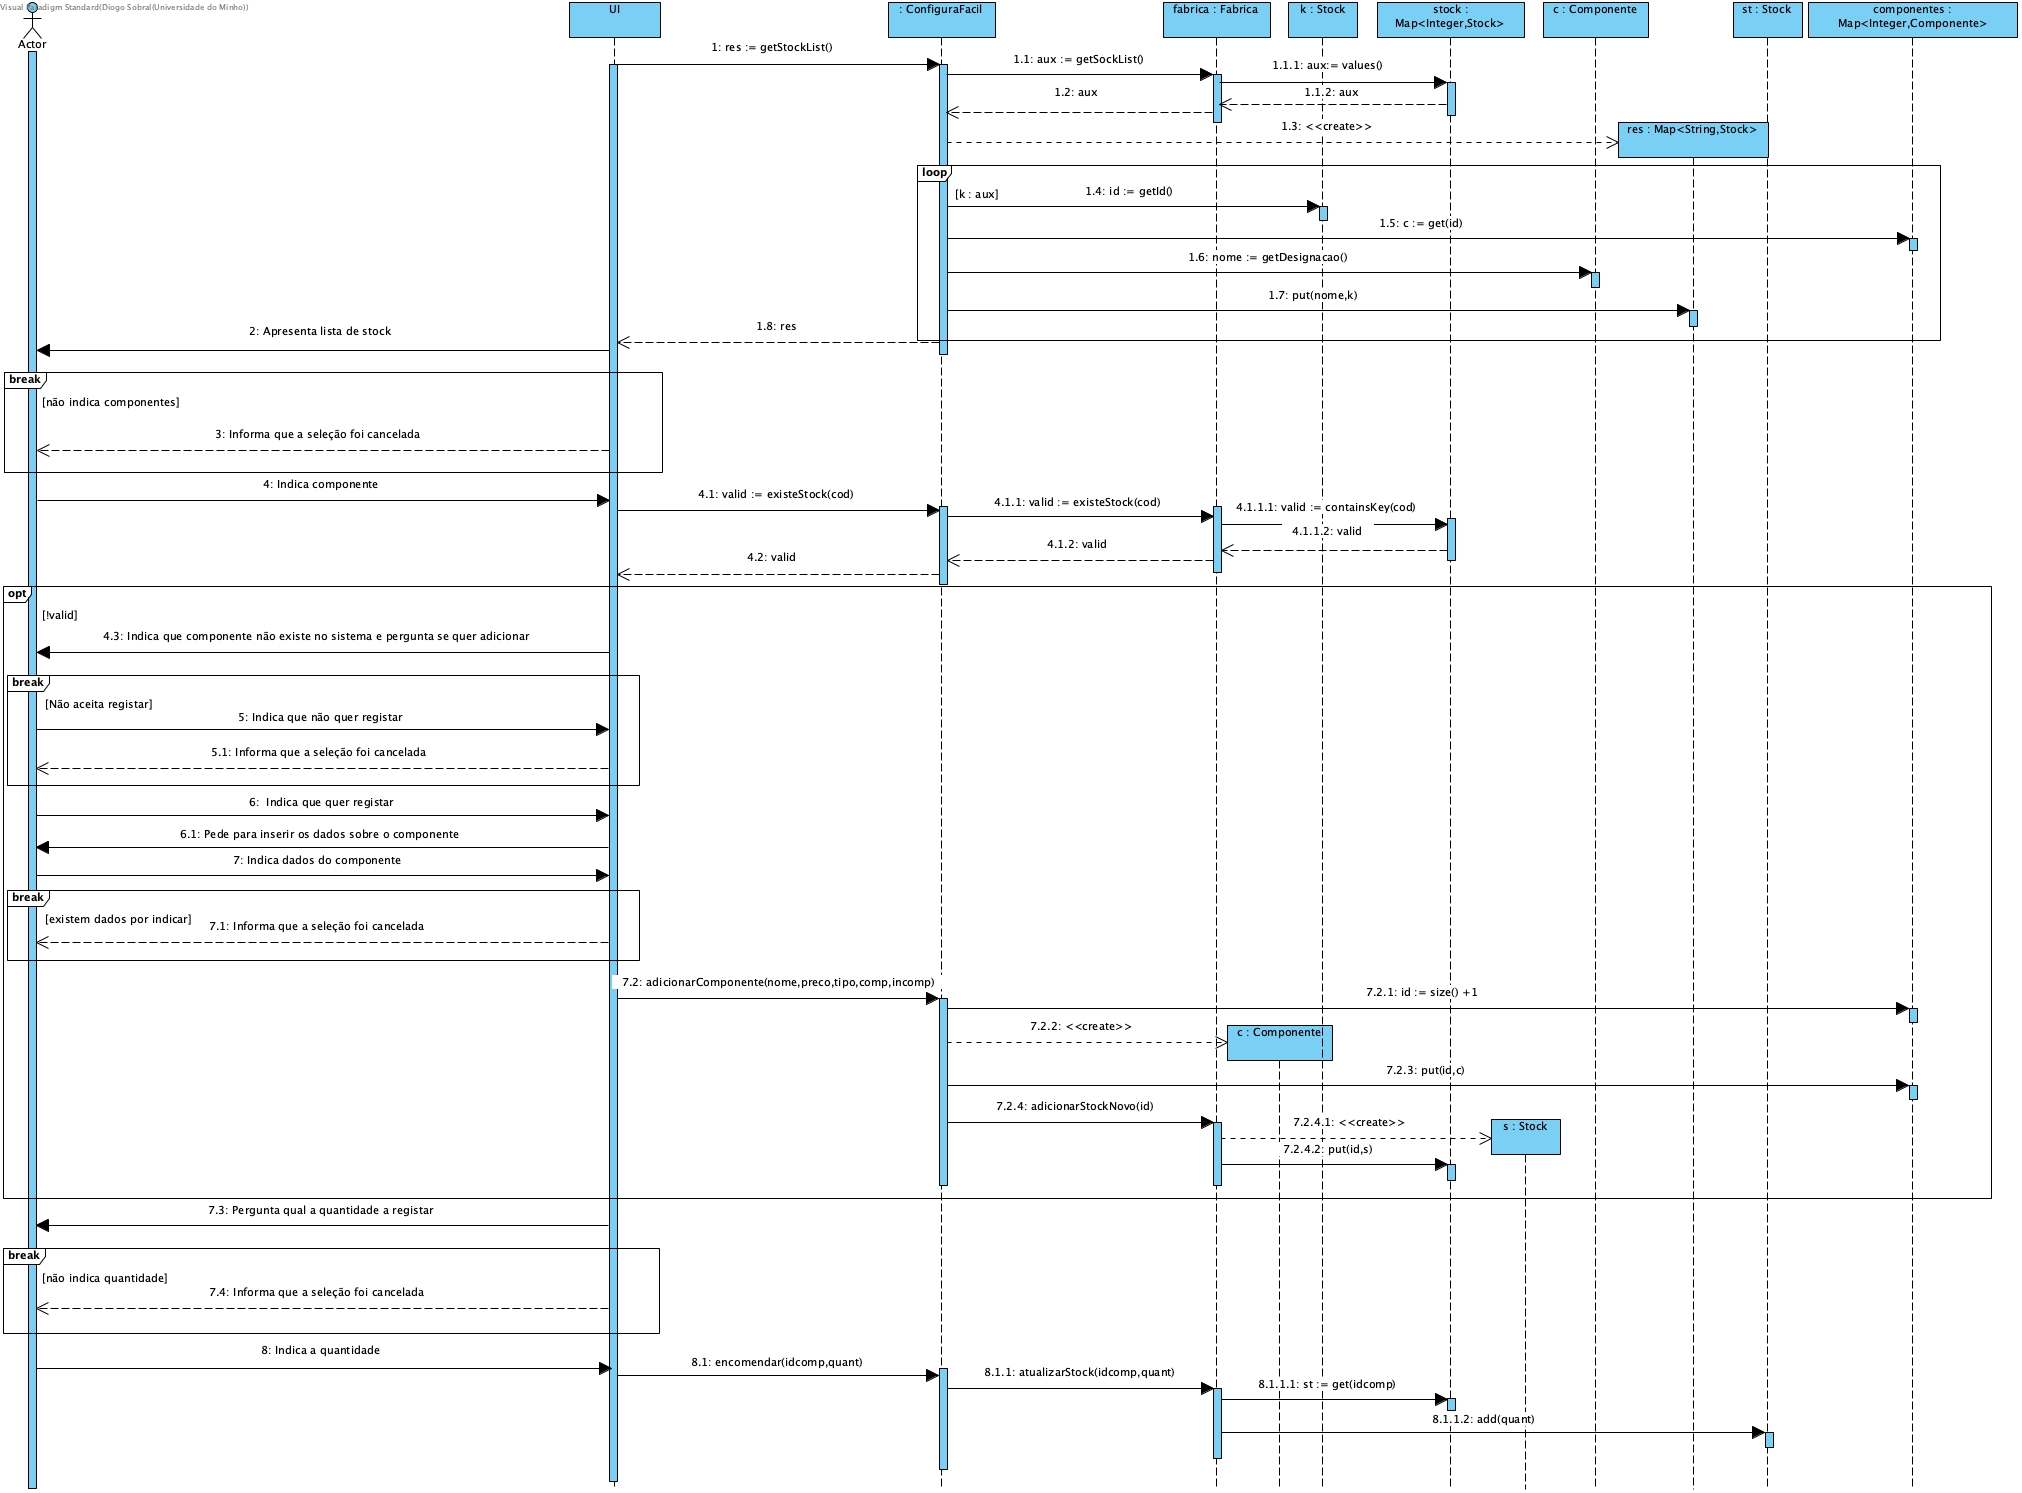 Visual Paradigm Standard(Diogo Sobral(Universidade do Minho))
Actor
UI
: ConfiguraFacil
fabrica : Fabrica
k : Stock
stock :
Map<Integer,Stock>
c : Componente
st : Stock
componentes :
Map<Integer,Componente>
1: res := getStockList()
1.1: aux := getSockList()
1.1.1: aux:= values()
1.1.2: aux
1.2: aux
1.3: <<create>>
res : Map<String,Stock>
loop
[k : aux]
1.4: id := getId()
1.5: c := get(id)
1.6: nome := getDesignacao()
1.7: put(nome,k)
1.8: res
2: Apresenta lista de stock
break
[não indica componentes]
3: Informa que a seleção foi cancelada
4: Indica componente
4.1: valid := existeStock(cod)
4.1.1: valid := existeStock(cod)
4.1.1.1: valid := containsKey(cod)
4.1.1.2: valid
4.1.2: valid
4.2: valid
opt
[!valid]
4.3: Indica que componente não existe no sistema e pergunta se quer adicionar
break
[Não aceita registar]
5: Indica que não quer registar
5.1: Informa que a seleção foi cancelada
6:  Indica que quer registar
6.1: Pede para inserir os dados sobre o componente
7: Indica dados do componente
break
[existem dados por indicar]
7.1: Informa que a seleção foi cancelada
7.2: adicionarComponente(nome,preco,tipo,comp,incomp)
7.2.1: id := size() +1
7.2.2: <<create>>
c : Componente
7.2.3: put(id,c)
7.2.4: adicionarStockNovo(id)
7.2.4.1: <<create>>
s : Stock
7.2.4.2: put(id,s)
7.3: Pergunta qual a quantidade a registar
break
[não indica quantidade]
7.4: Informa que a seleção foi cancelada
8: Indica a quantidade
8.1: encomendar(idcomp,quant)
8.1.1: atualizarStock(idcomp,quant)
8.1.1.1: st := get(idcomp)
8.1.1.2: add(quant)